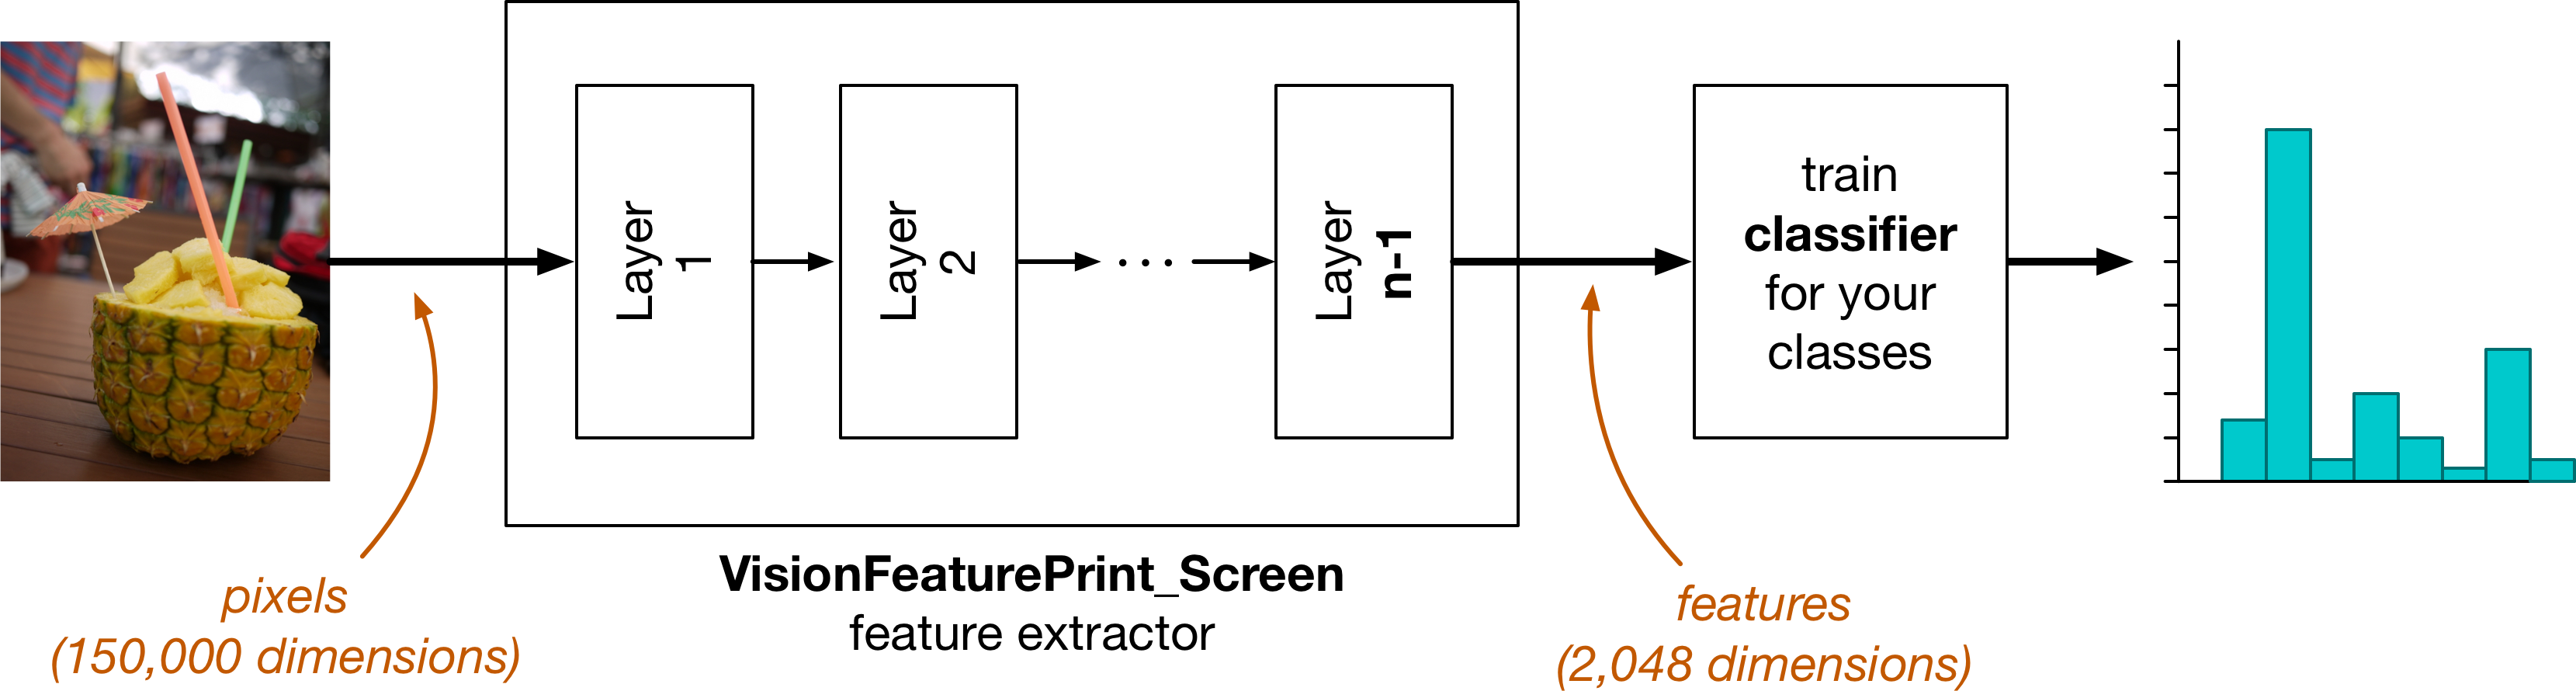 Layer
1
Layer
2
...
Layer
n-1
train
classifier
for your
classes
VisionFeaturePrint_Screen
feature extractor
pixels
(150,000 dimensions)
features
(2,048 dimensions)